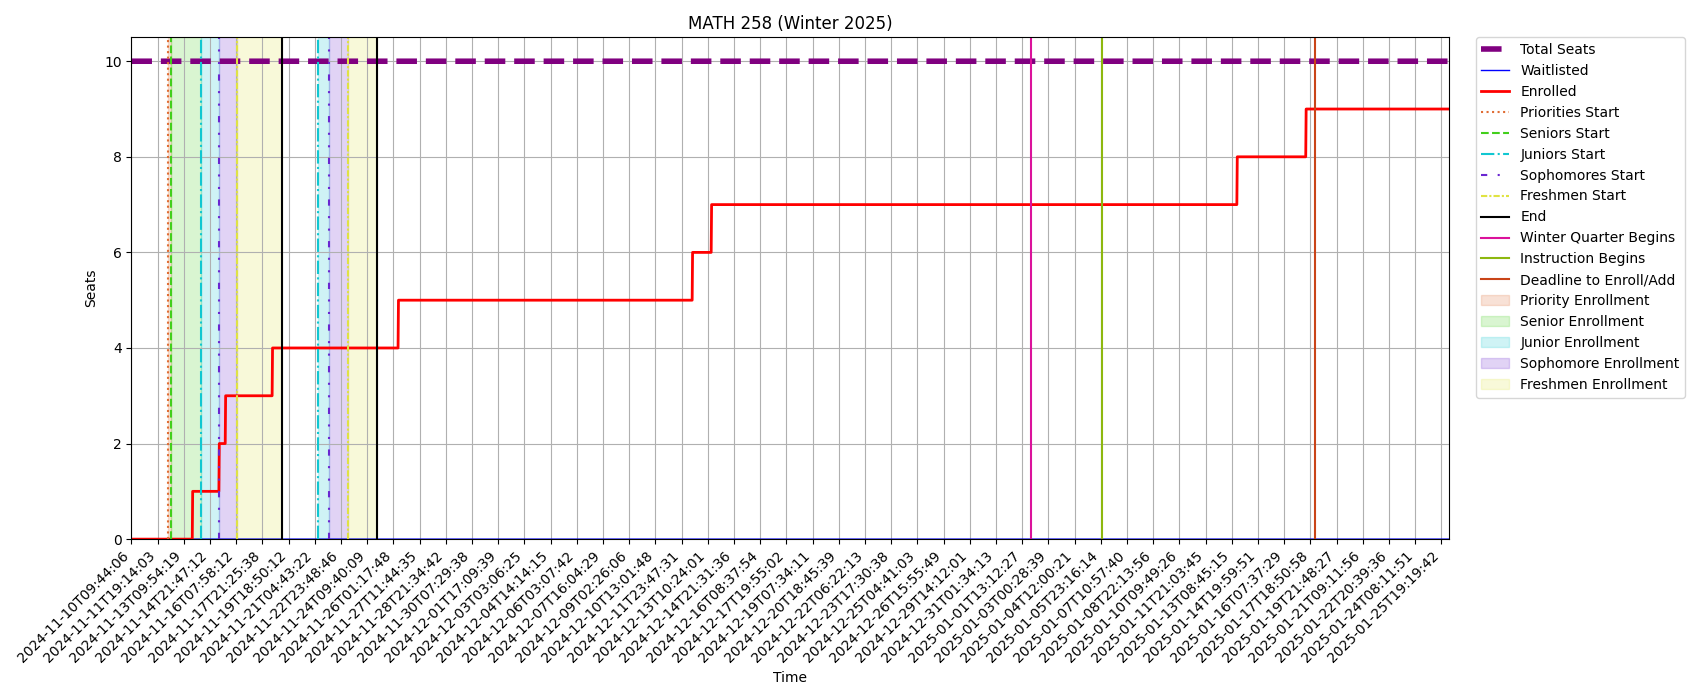 MATH 258 (Winter 2025)
Seats
10
8
6
4
2
0
2024-11-10T09:44:06
2024-11-11T19:14:03
2024-11-13T09:54:19
2024-11-14T21:47:12
2024-11-16T07:58:12
2024-11-17T21:25:38
2024-11-19T18:50:12
2024-11-21T04:43:22
2024-11-22T23:48:46
2024-11-24T09:40:09
2024-11-26T01:17:48
2024-11-27T11:44:35
2024-11-28T21:34:42
2024-11-30T07:29:38
2024-12-01T17:09:39
2024-12-03T03:06:25
2024-12-04T14:14:15
2024-12-06T03:07:42
2024-12-07T16:04:29
2024-12-09T02:26:06
2024-12-10T13:01:48
2024-12-11T23:47:31
2024-12-13T10:24:01
2024-12-14T21:31:36
2024-12-16T08:37:54
2024-12-17T19:55:02
2024-12-19T07:34:11
2024-12-20T18:45:39
2024-12-22T06:22:13
2024-12-23T17:30:38
2024-12-25T04:41:03
2024-12-26T15:55:49
2024-12-29T14:12:01
2024-12-31T01:34:13
2025-01-01T13:12:27
2025-01-03T00:28:39
2025-01-04T12:00:21
2025-01-05T23:16:14
2025-01-07T10:57:40
2025-01-08T22:13:56
2025-01-10T09:49:26
2025-01-11T21:03:45
2025-01-13T08:45:15
2025-01-14T19:59:51
2025-01-16T07:37:29
2025-01-17T18:50:58
2025-01-19T21:48:27
2025-01-21T09:11:56
2025-01-22T20:39:36
2025-01-24T08:11:51
2025-01-25T19:19:42
Time
Total Seats
Waitlisted
Enrolled
Priorities Start
Seniors Start
Juniors Start
Sophomores Start
Freshmen Start
End
Winter Quarter Begins
Instruction Begins
Deadline to Enroll/Add
Priority Enrollment
Senior Enrollment
Junior Enrollment
Sophomore Enrollment
Freshmen Enrollment